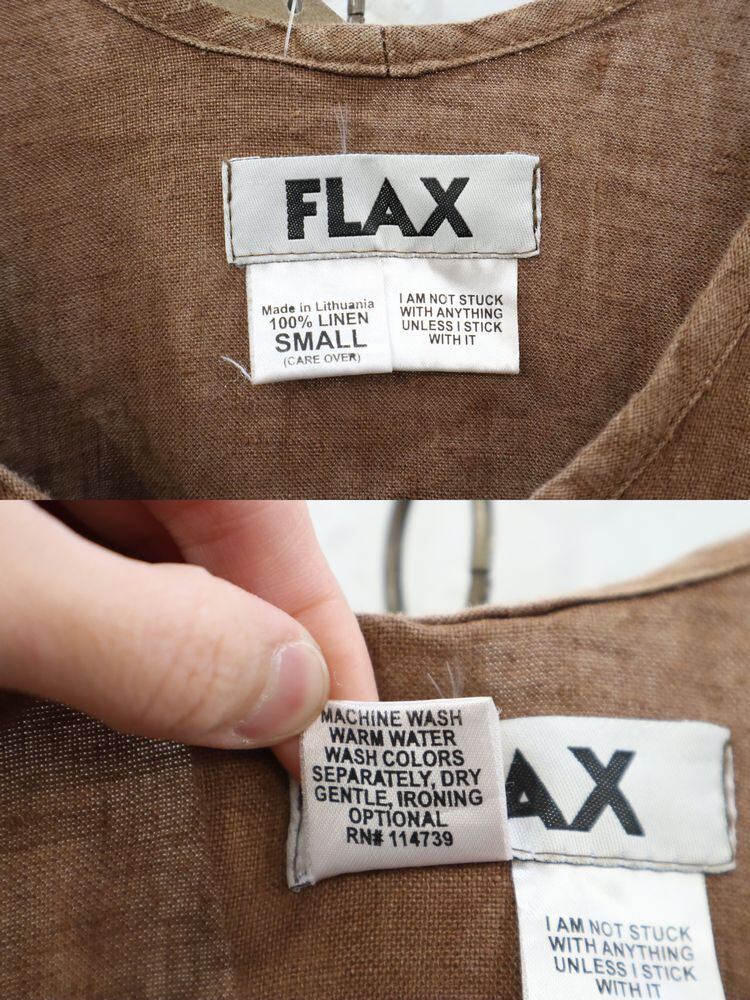 FLAX
Made in Lithuania
100% LINEN
SMALL
(CARE OVER)
I AM NOT STUCK
WITH ANYTHING
UNLESS I STICK
WITH IT
MACHINE WASH
WARM WATER
WASH COLORS
SEPARATELY, DRY
GENTLE, IRONING
OPTIONAL
RN# 114739
AX
I AM NOT STUCK
WITH ANYTHING
UNLESS I STICK
WITH IT